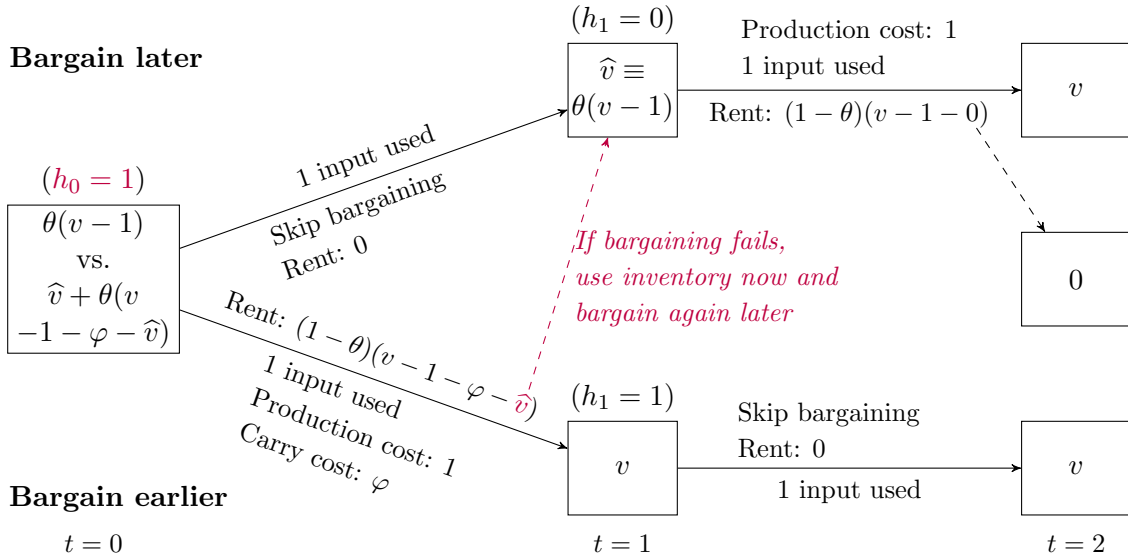 Bargain later
(h₁ = 0)
v̂ ≡
θ(v − 1)
Production cost: 1
1 input used
Rent: (1−θ)(v−1−0)
v
(h₀ = 1)
θ(v − 1)
vs.
v̂ + θ(v
−1 − φ − v̂)
1 input used
Skip bargaining
Rent: 0
If bargaining fails,
use inventory now and
bargain again later
0
Rent: (1−θ)(v−1−φ−v̂)
1 input used
Production cost: 1
Carry cost: φ
(h₁ = 1)
v
Skip bargaining
Rent: 0
1 input used
v
Bargain earlier
t = 0
t = 1
t = 2